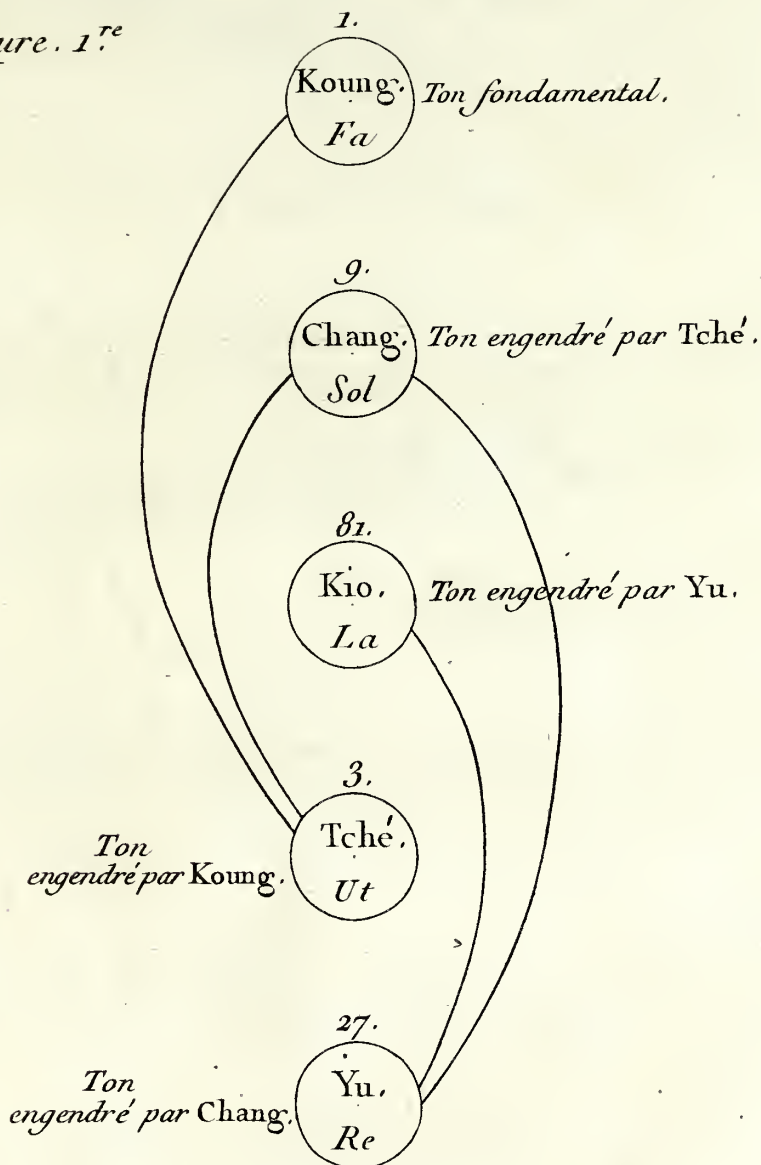 ure. 1.re
1.
Koung. Ton fondamental.
Fa
9.
Chang. Ton engendré par Tché.
Sol
81.
Kio. Ton engendré par Yu.
La
3.
Tché.
Ut
Ton
engendré par Koung.
27.
Yu.
Re
Ton
engendré par Chang.